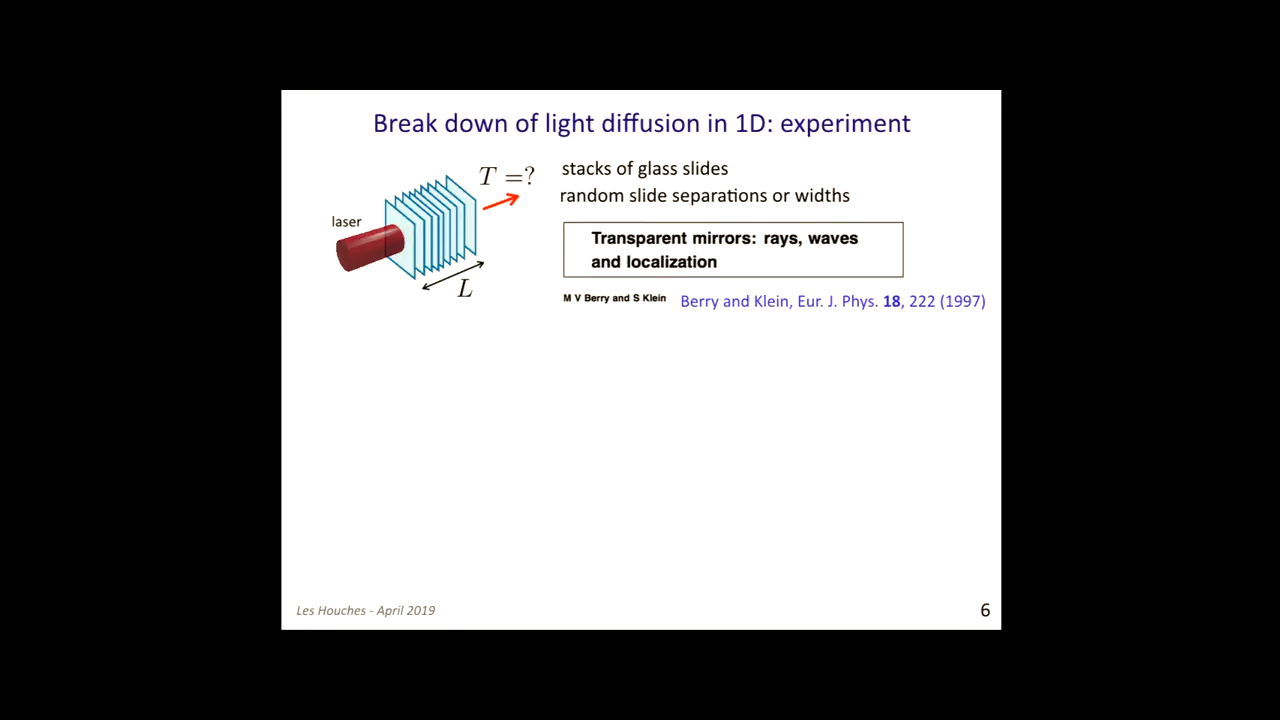 Break down of light diffusion in 1D: experiment
T =?
laser
L
stacks of glass slides
random slide separations or widths
Transparent mirrors: rays, waves
and localization
M V Berry and S Klein
Berry and Klein, Eur. J. Phys. 18, 222 (1997)
Les Houches - April 2019
6